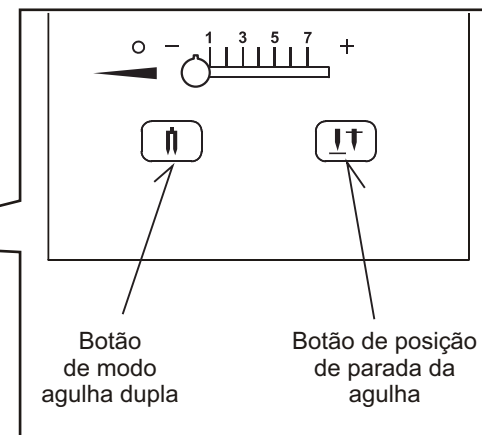 1 3 5 7
− +
Botão
de modo
agulha dupla
Botão de posição
de parada da
agulha